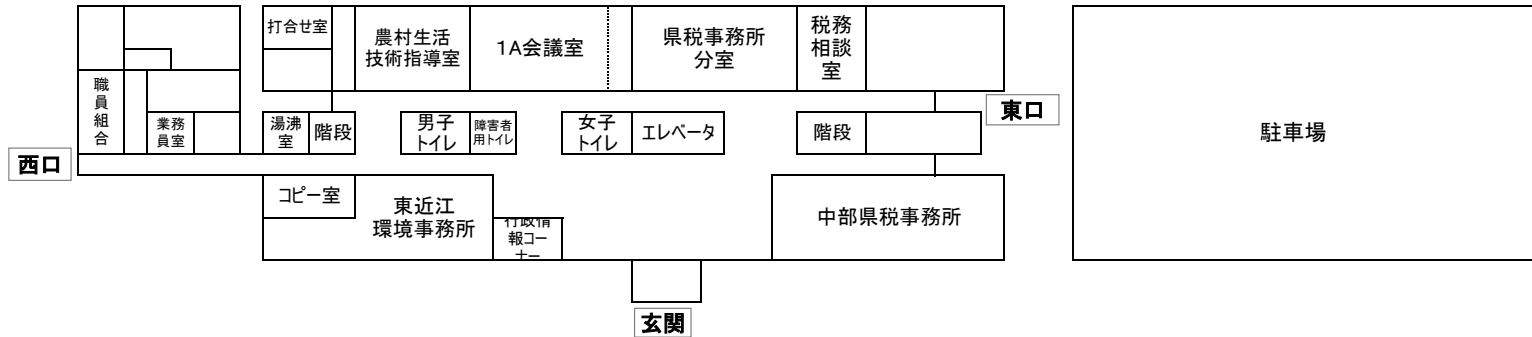 打合せ室
農村生活
技術指導室
1A会議室
県税事務所
分室
税務
相談
室
職
員
組
合
業務
員室
湯沸
室
階段
男子
トイレ
障害者
用トイレ
女子
トイレ
エレベータ
階段
東口
駐車場
西口
コピー室
東近江
環境事務所
行政情
報コー
ナー
中部県税事務所
玄関